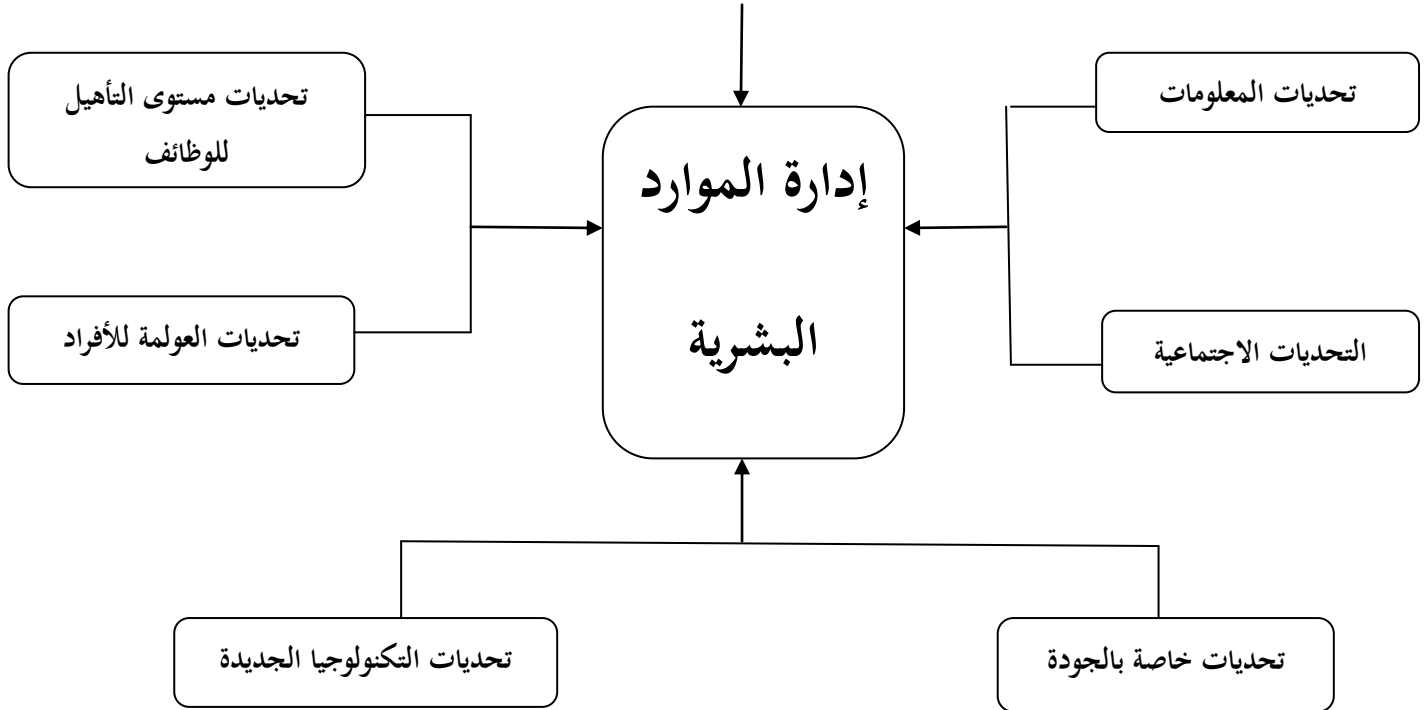 تحديات المعلومات
تحديات مستوى التأهيل
للوظائف
إدارة الموارد
البشرية
التحديات الاجتماعية
تحديات العولمة للأفراد
تحديات خاصة بالجودة
تحديات التكنولوجيا الجديدة